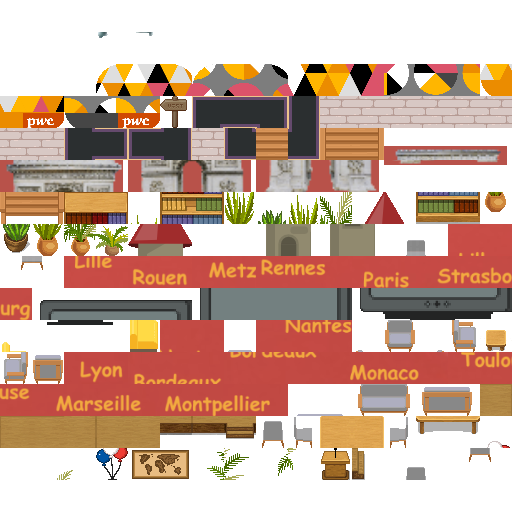 pwc
pwc
Lille
Rouen
Metz
Rennes
Paris
Strasbo
urg
Nantes
Bordeaux
Toulo
Lyon
Bordeaux
Monaco
use
Marseille
Montpellier